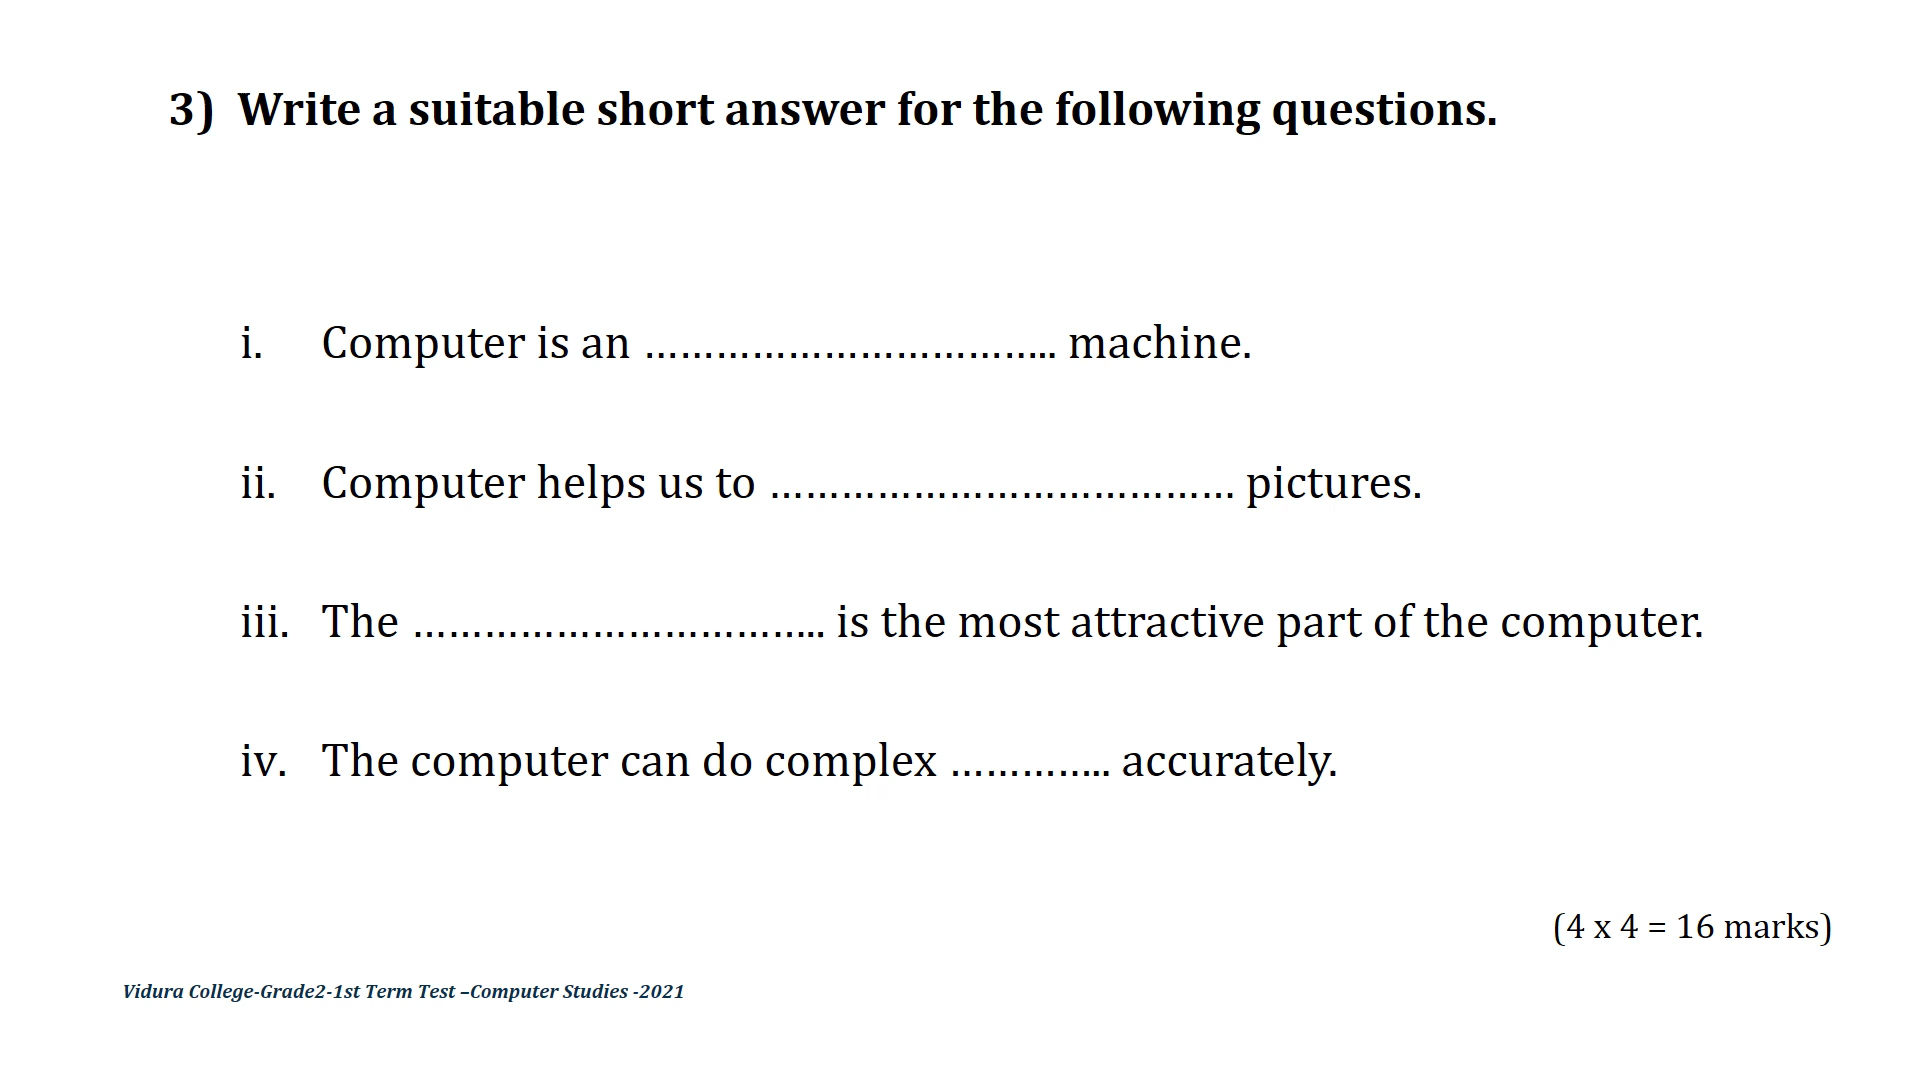 3) Write a suitable short answer for the following questions.
i. Computer is an ……………………………... machine.
ii. Computer helps us to ………………………………… pictures.
iii. The ……………………………... is the most attractive part of the computer.
iv. The computer can do complex ………….. accurately.
(4 x 4 = 16 marks)
Vidura College-Grade2-1st Term Test –Computer Studies -2021